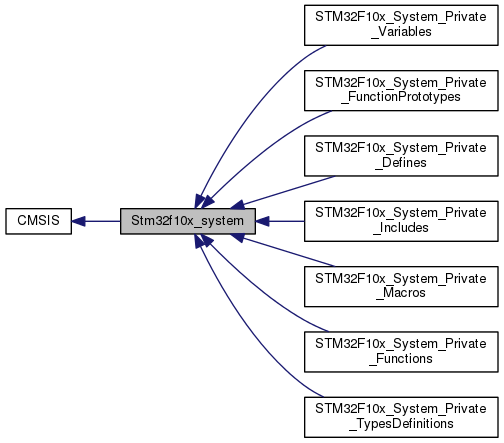 STM32F10x_System_Private
_Variables
STM32F10x_System_Private
_FunctionPrototypes
STM32F10x_System_Private
_Defines
CMSIS
Stm32f10x_system
STM32F10x_System_Private
_Includes
STM32F10x_System_Private
_Macros
STM32F10x_System_Private
_Functions
STM32F10x_System_Private
_TypesDefinitions